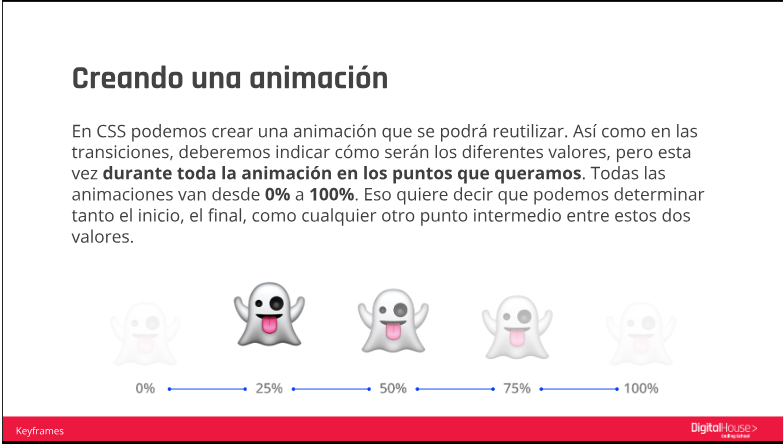 Creando una animación
En CSS podemos crear una animación que se podrá reutilizar. Así como en las
transiciones, deberemos indicar cómo serán los diferentes valores, pero esta
vez durante toda la animación en los puntos que queramos. Todas las
animaciones van desde 0% a 100%. Eso quiere decir que podemos determinar
tanto el inicio, el final, como cualquier otro punto intermedio entre estos dos
valores.
0% 25% 50% 75% 100%
Keyframes
DigitalHouse>
Coding School